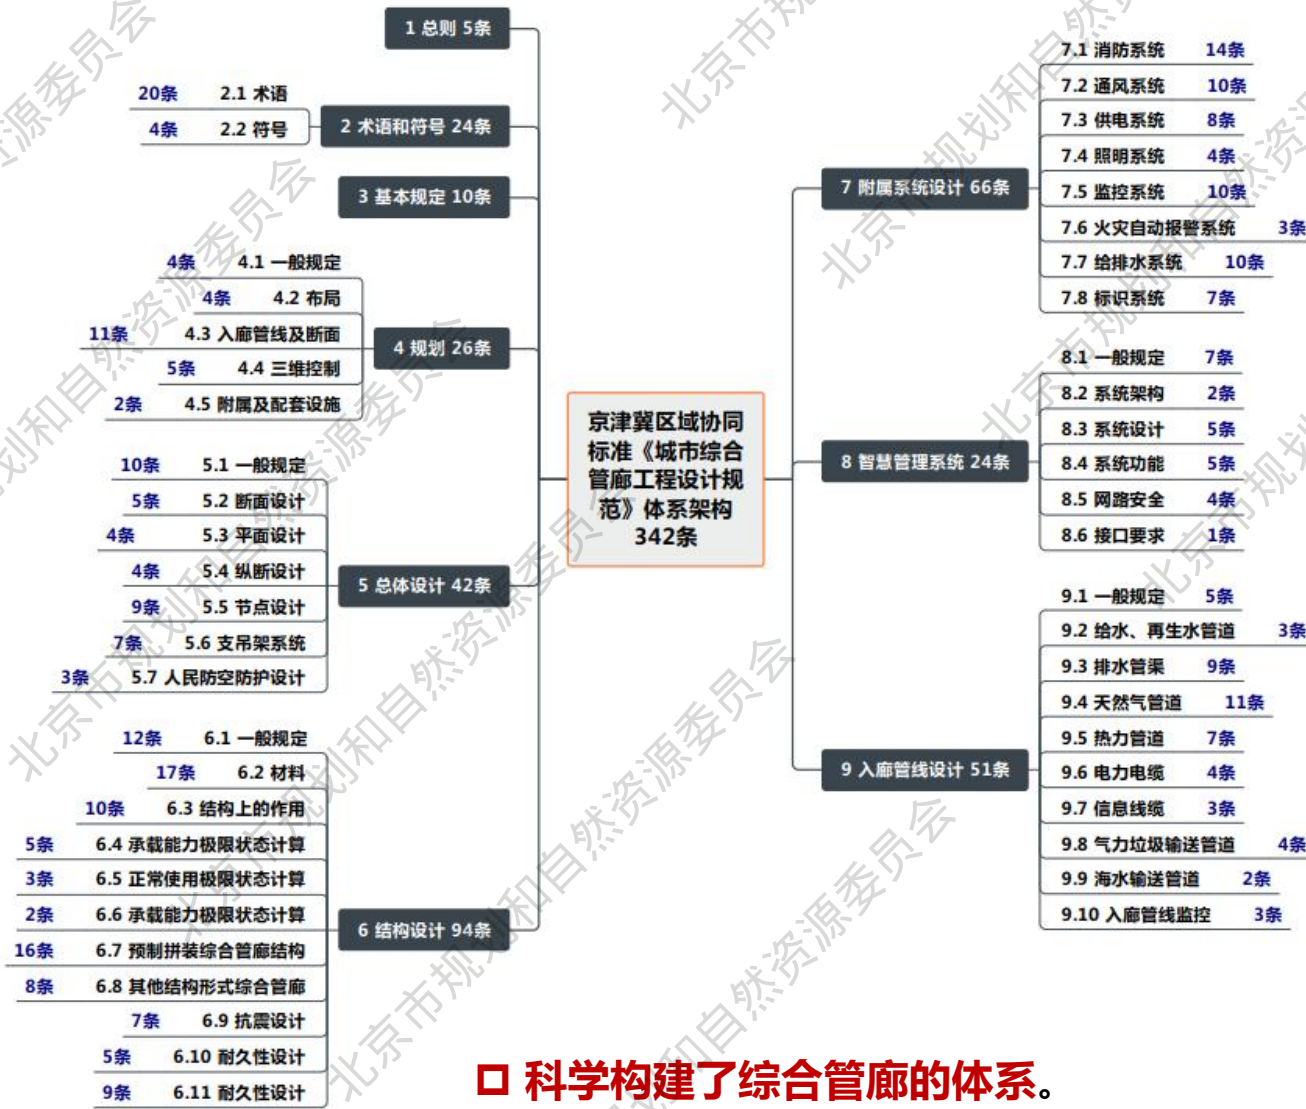 1 总则 5条
20条 2.1 术语
4条 2.2 符号
2 术语和符号 24条
3 基本规定 10条
4条 4.1 一般规定
4条 4.2 布局
11条 4.3 入廊管线及断面
5条 4.4 三维控制
2条 4.5 附属及配套设施
4 规划 26条
10条 5.1 一般规定
5条 5.2 断面设计
4条 5.3 平面设计
4条 5.4 纵断设计
9条 5.5 节点设计
7条 5.6 支吊架系统
3条 5.7 人民防空防护设计
5 总体设计 42条
12条 6.1 一般规定
17条 6.2 材料
10条 6.3 结构上的作用
5条 6.4 承载能力极限状态计算
3条 6.5 正常使用极限状态计算
2条 6.6 承载能力极限状态计算
16条 6.7 预制拼装综合管廊结构
8条 6.8 其他结构形式综合管廊
7条 6.9 抗震设计
5条 6.10 耐久性设计
9条 6.11 耐久性设计
6 结构设计 94条
京津冀区域协同
标准《城市综合
管廊工程设计规
范》体系架构
342条
7 附属系统设计 66条
7.1 消防系统 14条
7.2 通风系统 10条
7.3 供电系统 8条
7.4 照明系统 4条
7.5 监控系统 10条
7.6 火灾自动报警系统 3条
7.7 给排水系统 10条
7.8 标识系统 7条
8 智慧管理系统 24条
8.1 一般规定 7条
8.2 系统架构 2条
8.3 系统设计 5条
8.4 系统功能 5条
8.5 网路安全 4条
8.6 接口要求 1条
9 入廊管线设计 51条
9.1 一般规定 5条
9.2 给水、再生水管道 3条
9.3 排水管渠 9条
9.4 天然气管道 11条
9.5 热力管道 7条
9.6 电力电缆 4条
9.7 信息线缆 3条
9.8 气力垃圾输送管道 4条
9.9 海水输送管道 2条
9.10 入廊管线监控 3条
科学构建了综合管廊的体系。
北京市规划和自然资源委员会